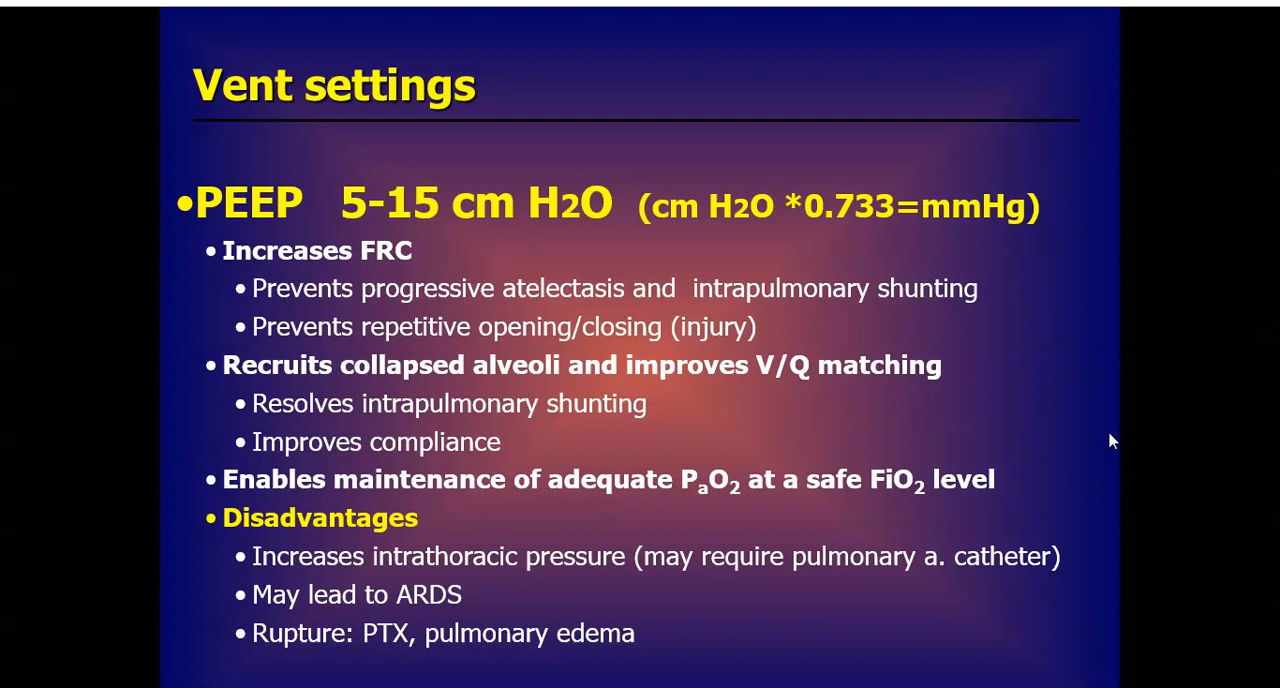 Vent settings
•PEEP 5-15 cm H2O (cm H2O *0.733=mmHg)
• Increases FRC
• Prevents progressive atelectasis and intrapulmonary shunting
• Prevents repetitive opening/closing (injury)
• Recruits collapsed alveoli and improves V/Q matching
• Resolves intrapulmonary shunting
• Improves compliance
• Enables maintenance of adequate PaO2 at a safe FiO2 level
• Disadvantages
• Increases intrathoracic pressure (may require pulmonary a. catheter)
• May lead to ARDS
• Rupture: PTX, pulmonary edema